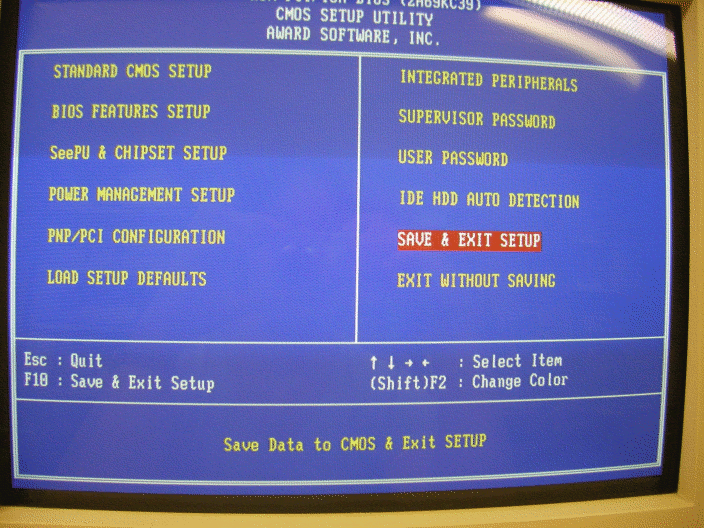 (2A69KC39)
CMOS SETUP UTILITY
AWARD SOFTWARE, INC.
STANDARD CMOS SETUP
BIOS FEATURES SETUP
SeePU & CHIPSET SETUP
POWER MANAGEMENT SETUP
PNP/PCI CONFIGURATION
LOAD SETUP DEFAULTS
INTEGRATED PERIPHERALS
SUPERVISOR PASSWORD
USER PASSWORD
IDE HDD AUTO DETECTION
SAVE & EXIT SETUP
EXIT WITHOUT SAVING
Esc : Quit
F10 : Save & Exit Setup
↑ ↓ → ← : Select Item
(Shift)F2 : Change Color
Save Data to CMOS & Exit SETUP